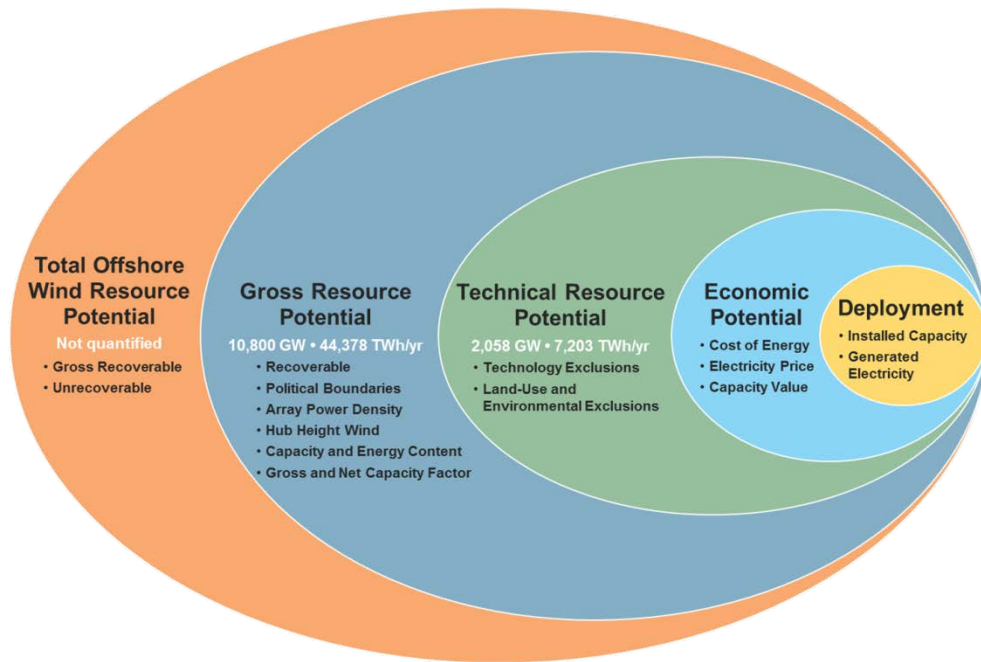 Total Offshore
Wind Resource
Potential
Not quantified
• Gross Recoverable
• Unrecoverable
Gross Resource
Potential
10,800 GW • 44,378 TWh/yr
• Recoverable
• Political Boundaries
• Array Power Density
• Hub Height Wind
• Capacity and Energy Content
• Gross and Net Capacity Factor
Technical Resource
Potential
2,058 GW • 7,203 TWh/yr
• Technology Exclusions
• Land-Use and
Environmental Exclusions
Economic
Potential
• Cost of Energy
• Electricity Price
• Capacity Value
Deployment
• Installed Capacity
• Generated
Electricity